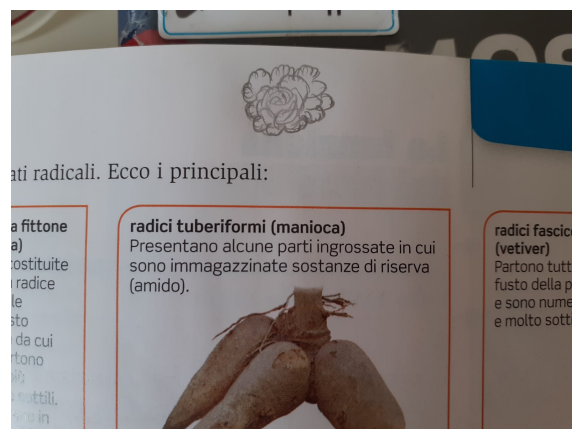 ati radicali. Ecco i principali:
a fittone
a)
costituite
radice
le
sto
da cui
rtono
sottili.
in
radici tuberiformi (manioca)
Presentano alcune parti ingrossate in cui
sono immagazzinate sostanze di riserva
(amido).
radici fascic
(vetiver)
Partono tutt
fusto della p
e sono nume
e molto sotti